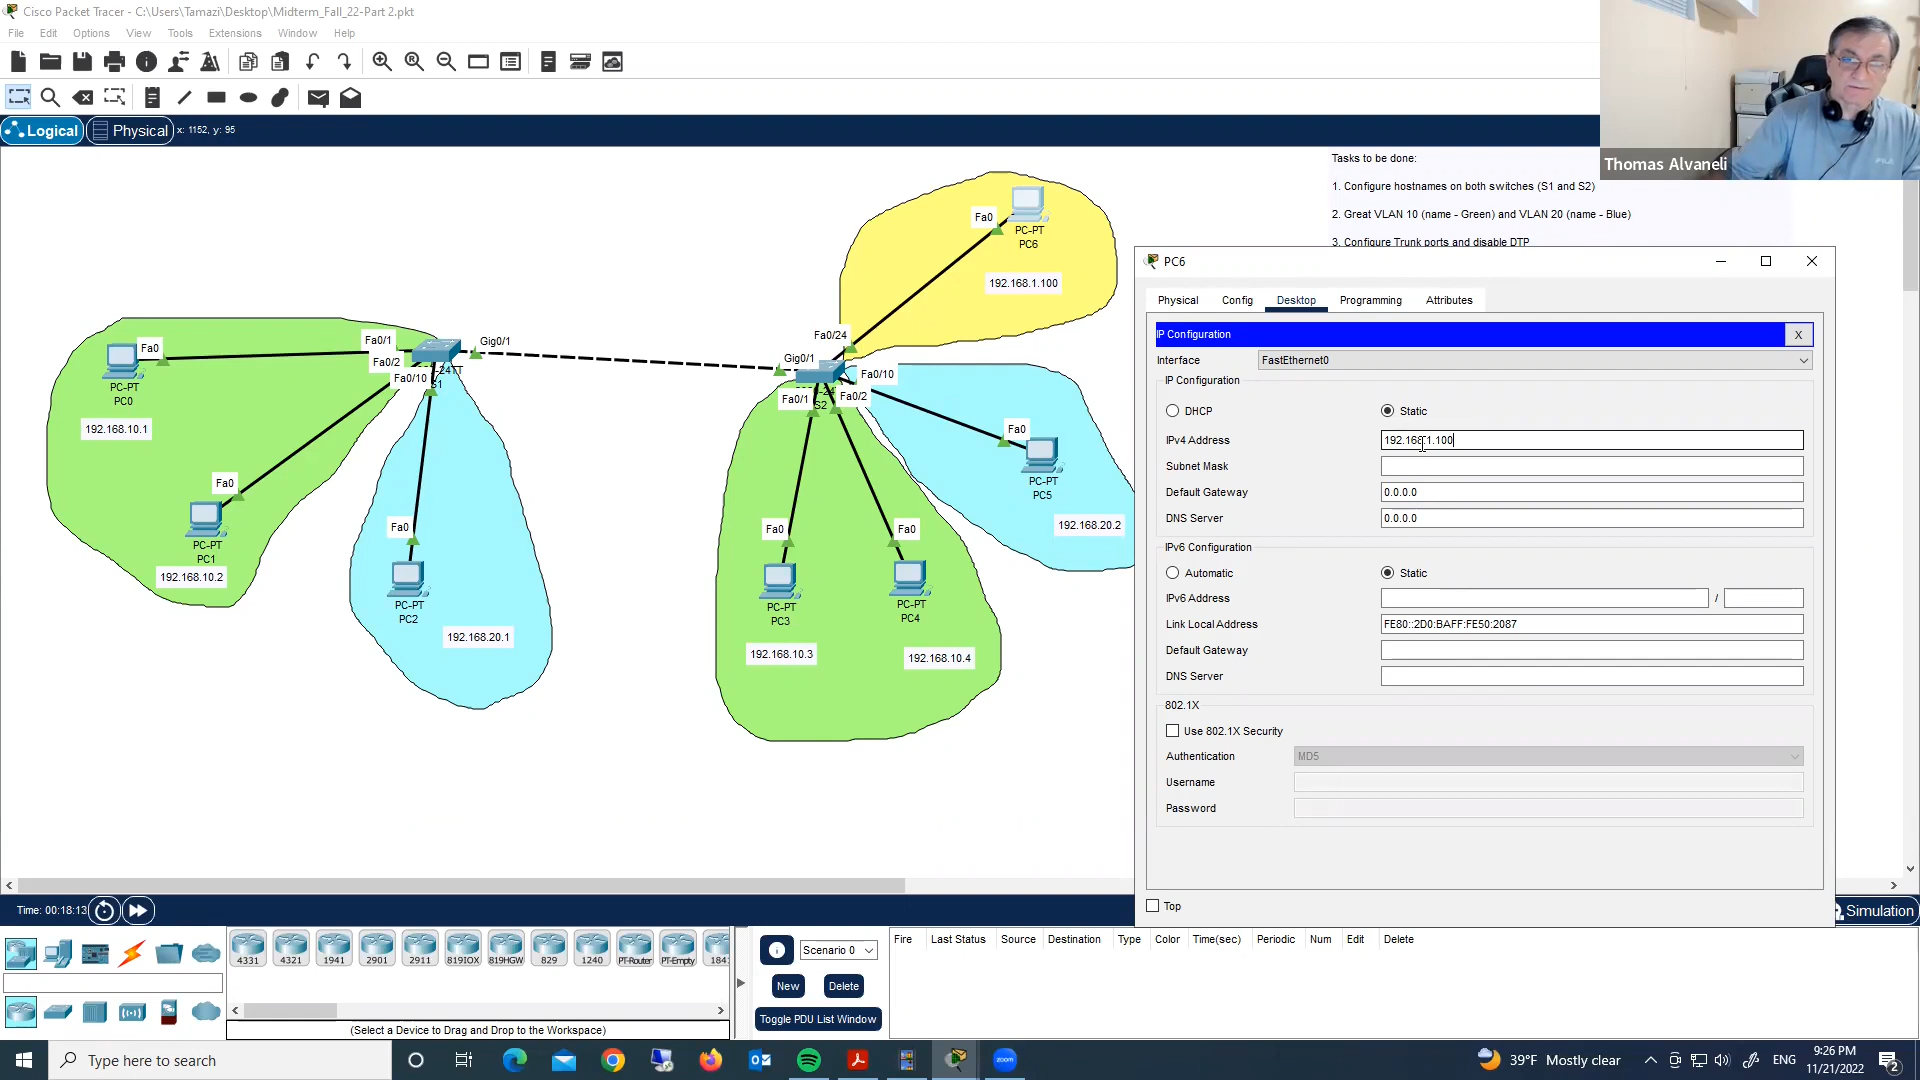 Cisco Packet Tracer - C:\Users\Tamazi\Desktop\Midterm_Fall_22-Part 2.pkt
File Edit Options View Tools Extensions Window Help
Logical Physical x: 1152, y: 95
Thomas Alvaneli
Tasks to be done:
1. Configure hostnames on both switches (S1 and S2)
2. Great VLAN 10 (name - Green) and VLAN 20 (name - Blue)
3. Configure Trunk ports and disable DTP
Fa0
PC-PT
PC6
192.168.1.100
Fa0/24
Gig0/1
Fa0/10
Fa0/1
S2
Fa0/2
Fa0
PC-PT
PC5
192.168.20.2
Fa0
PC-PT
PC0
192.168.10.1
Fa0/1
Fa0/2
Fa0/10
-24TT
S1
Gig0/1
Fa0
PC-PT
PC1
192.168.10.2
Fa0
PC-PT
PC2
192.168.20.1
Fa0
PC-PT
PC3
192.168.10.3
Fa0
PC-PT
PC4
192.168.10.4
PC6
Physical Config Desktop Programming Attributes
IP Configuration X
Interface FastEthernet0
IP Configuration
DHCP Static
IPv4 Address 192.168.1.100
Subnet Mask
Default Gateway 0.0.0.0
DNS Server 0.0.0.0
IPv6 Configuration
Automatic Static
IPv6 Address /
Link Local Address FE80::2D0:BAFF:FE50:2087
Default Gateway
DNS Server
802.1X
Use 802.1X Security
Authentication MD5
Username
Password
Top
Time: 00:18:13
Simulation
4331 4321 1941 2901 2911 819IOX 819HGW 829 1240 PT-Router PT-Empty 184
(Select a Device to Drag and Drop to the Workspace)
Scenario 0
New Delete
Toggle PDU List Window
Fire Last Status Source Destination Type Color Time(sec) Periodic Num Edit Delete
Type here to search
zoom
39°F Mostly clear
ENG
9:26 PM
11/21/2022
2